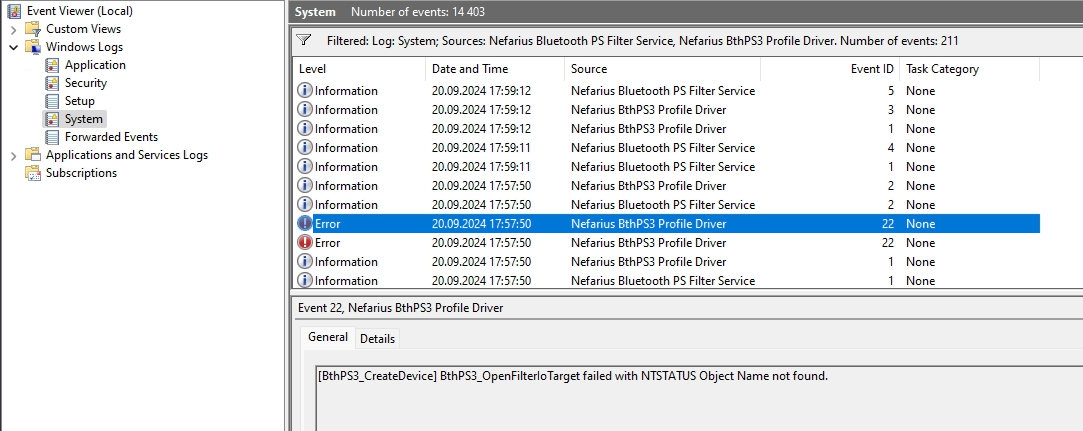 Event Viewer (Local)
Custom Views
Windows Logs
Application
Security
Setup
System
Forwarded Events
Applications and Services Logs
Subscriptions
System Number of events: 14 403
Filtered: Log: System; Sources: Nefarius Bluetooth PS Filter Service, Nefarius BthPS3 Profile Driver. Number of events: 211
Level Date and Time Source Event ID Task Category
Information 20.09.2024 17:59:12 Nefarius Bluetooth PS Filter Service 5 None
Information 20.09.2024 17:59:12 Nefarius BthPS3 Profile Driver 3 None
Information 20.09.2024 17:59:12 Nefarius BthPS3 Profile Driver 1 None
Information 20.09.2024 17:59:11 Nefarius Bluetooth PS Filter Service 4 None
Information 20.09.2024 17:59:11 Nefarius Bluetooth PS Filter Service 1 None
Information 20.09.2024 17:57:50 Nefarius BthPS3 Profile Driver 2 None
Information 20.09.2024 17:57:50 Nefarius Bluetooth PS Filter Service 2 None
Error 20.09.2024 17:57:50 Nefarius BthPS3 Profile Driver 22 None
Error 20.09.2024 17:57:50 Nefarius BthPS3 Profile Driver 22 None
Information 20.09.2024 17:57:50 Nefarius BthPS3 Profile Driver 1 None
Information 20.09.2024 17:57:50 Nefarius Bluetooth PS Filter Service 1 None
Event 22, Nefarius BthPS3 Profile Driver
General Details
[BthPS3_CreateDevice] BthPS3_OpenFilterIoTarget failed with NTSTATUS Object Name not found.